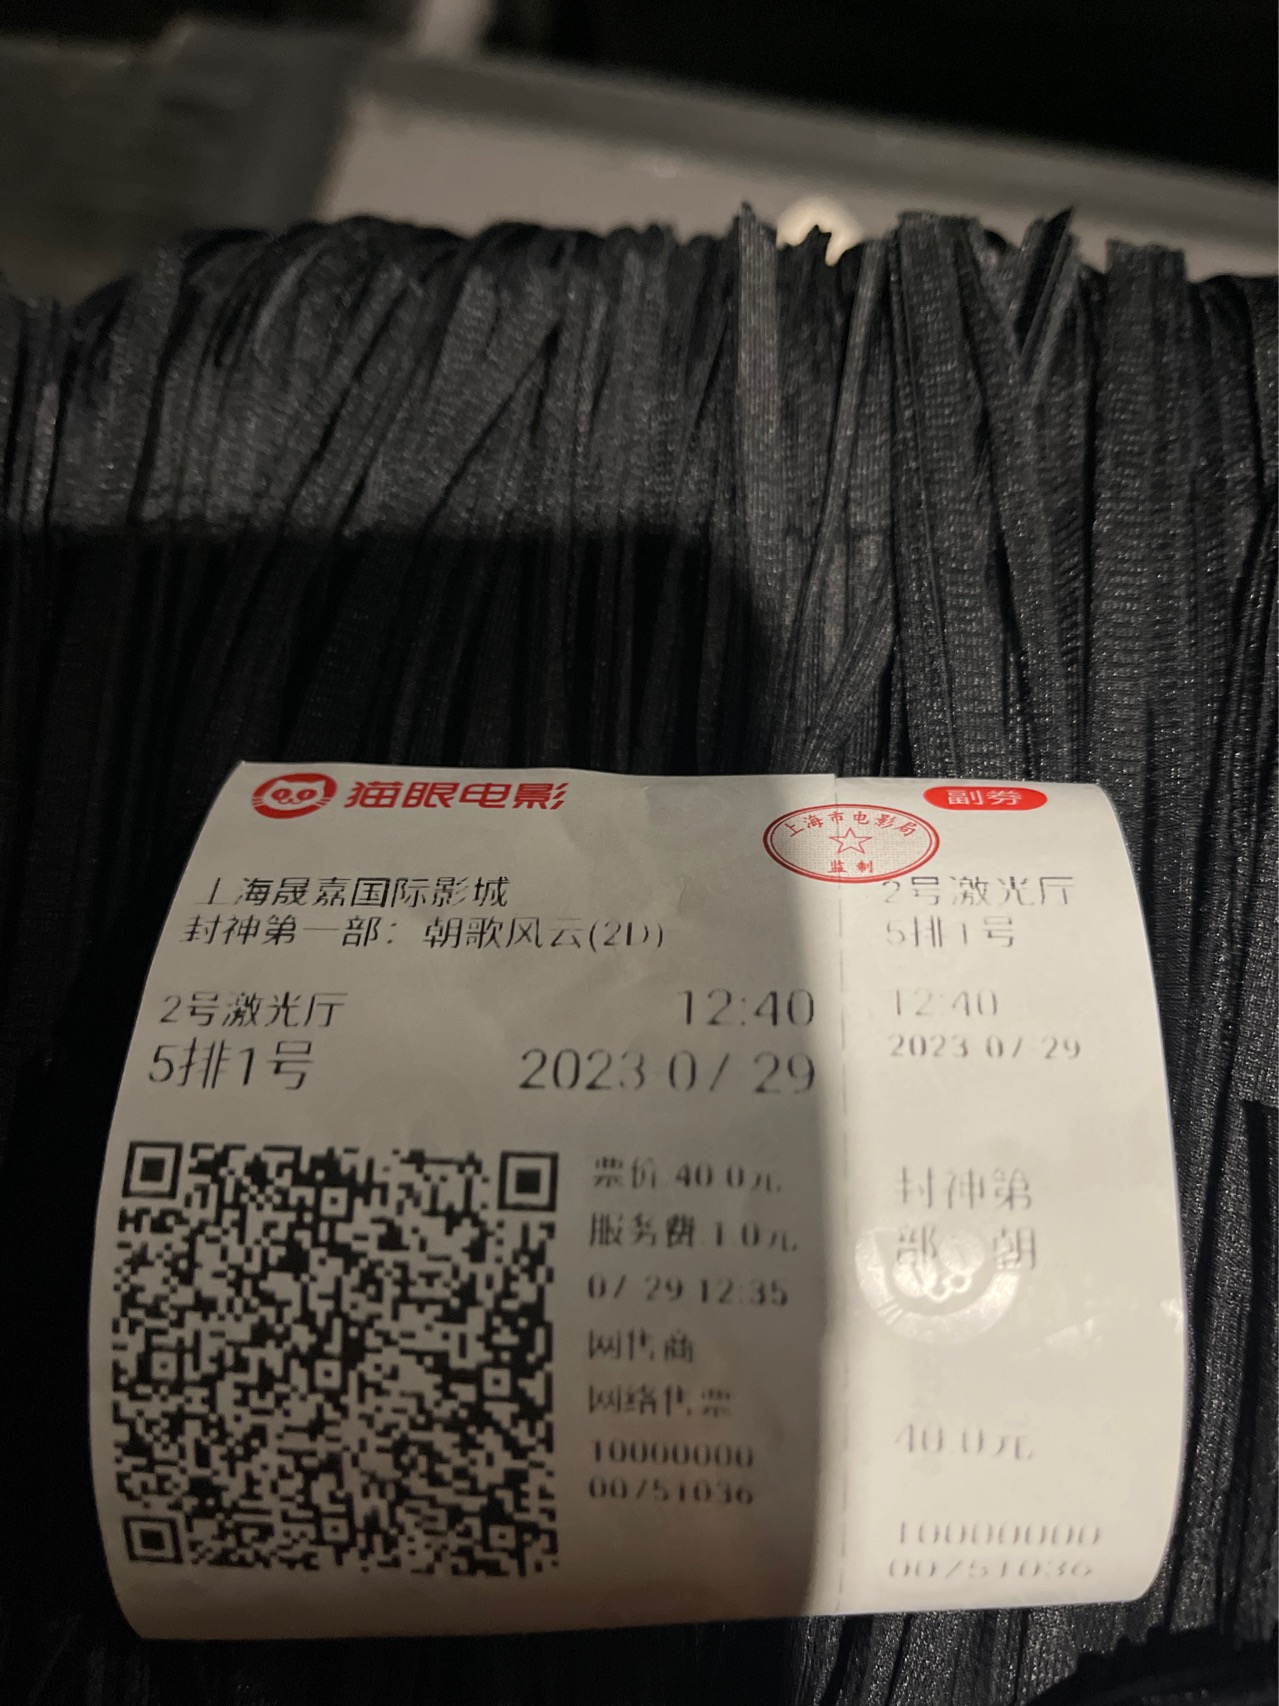 猫眼电影
副券
上海市电影局
监制
上海晟嘉国际影城
封神第一部：朝歌风云(2D)
2号激光厅
12:40
5排1号
2023 07 29
票价 40.0元
服务费 1.0元
07 29 12:35
网售商
网络售票
10000000
00751036
2号激光厅
5排1号
12:40
2023 07 29
封神第
部 朝
40.0元
10000000
00751036